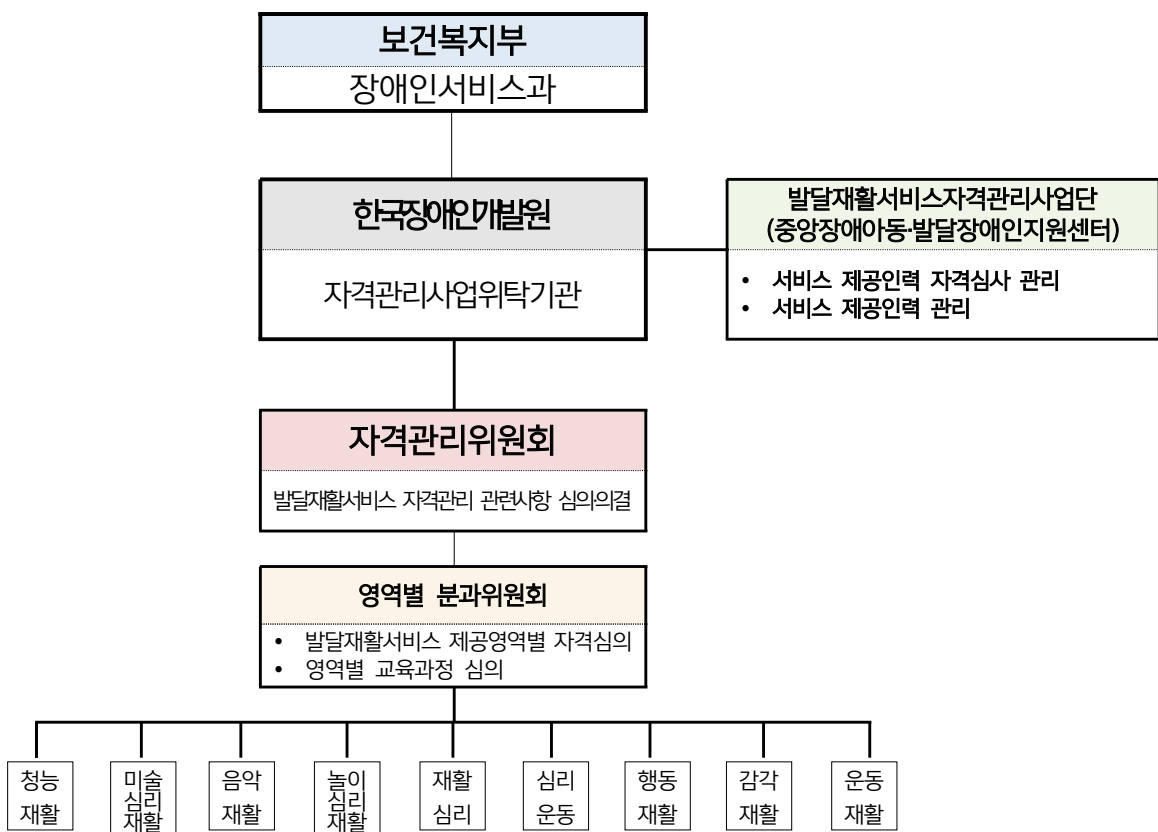 보건복지부
장애인서비스과
한국장애인개발원
자격관리사업위탁기관
발달재활서비스자격관리사업단
(중앙장애아동·발달장애인지원센터)
• 서비스 제공인력 자격심사 관리
• 서비스 제공인력 관리
자격관리위원회
발달재활서비스 자격관리 관련사항 심의의결
영역별 분과위원회
• 발달재활서비스 제공영역별 자격심의
• 영역별 교육과정 심의
청능
재활
미술
심리
재활
음악
재활
놀이
심리
재활
재활
심리
심리
운동
행동
재활
감각
재활
운동
재활